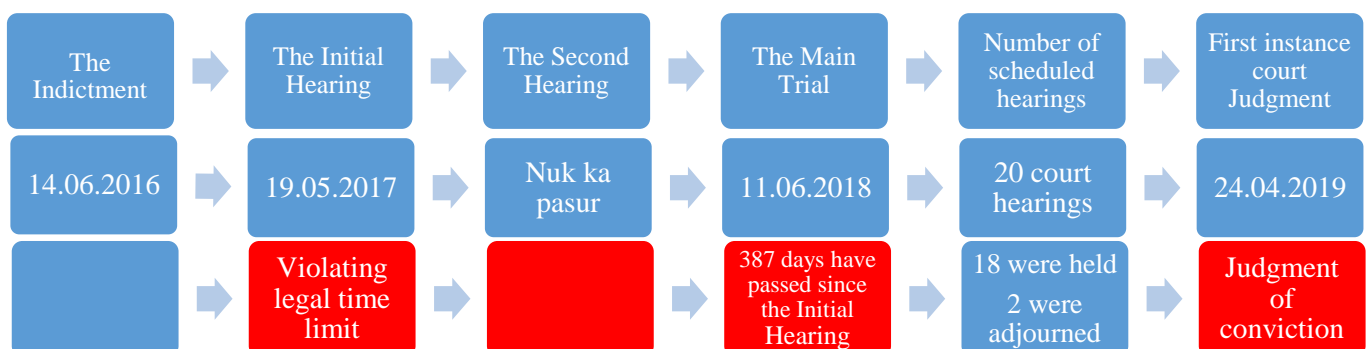 The
Indictment
The Initial
Hearing
The Second
Hearing
The Main
Trial
Number of
scheduled
hearings
First instance
court
Judgment
14.06.2016
19.05.2017
Nuk ka
pasur
11.06.2018
20 court
hearings
24.04.2019
Violating
legal time
limit
387 days have
passed since
the Initial
Hearing
18 were held
2 were
adjourned
Judgment
of
conviction